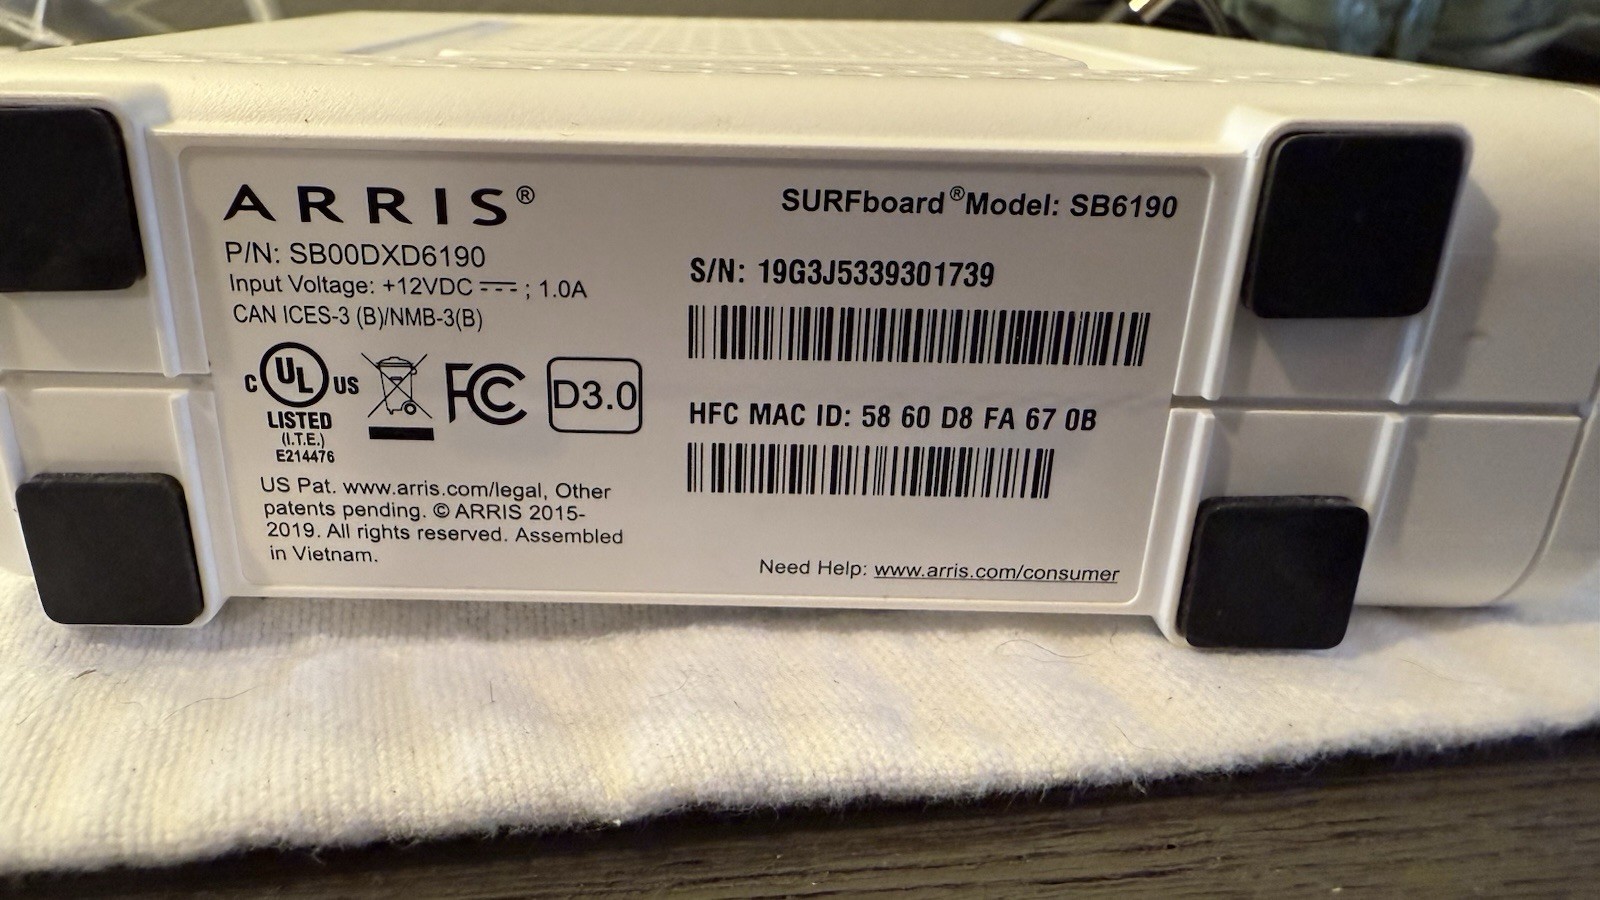 ARRIS®
SURFboard®Model: SB6190
P/N: SB00DXD6190
Input Voltage: +12VDC ⎓ ; 1.0A
CAN ICES-3 (B)/NMB-3(B)
S/N: 19G3J5339301739
C UL US
LISTED
(I.T.E.)
E214476
FC
D3.0
HFC MAC ID: 58 60 D8 FA 67 0B
US Pat. www.arris.com/legal, Other
patents pending. © ARRIS 2015-
2019. All rights reserved. Assembled
in Vietnam.
Need Help: www.arris.com/consumer